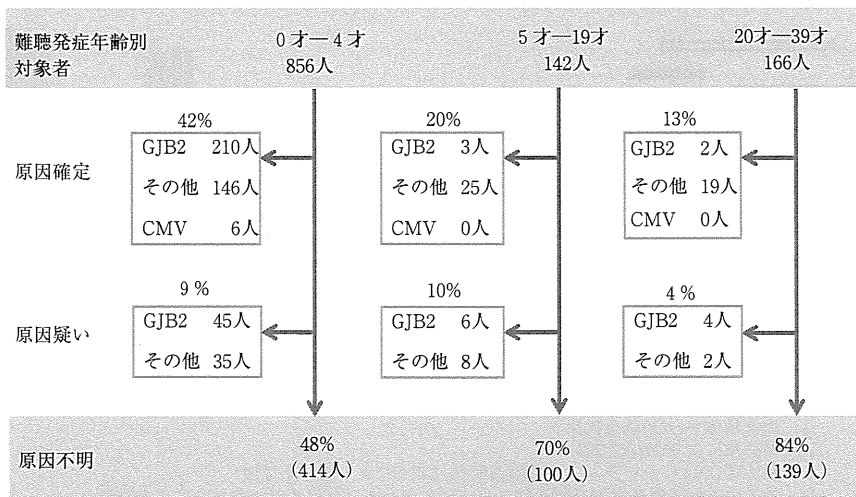 難聴発症年齢別 0才—4才 5才—19才 20才—39才
対象者 856人 142人 166人
42% 20% 13%
原因確定
GJB2 210人
その他 146人
CMV 6人
GJB2 3人
その他 25人
CMV 0人
GJB2 2人
その他 19人
CMV 0人
9% 10% 4%
原因疑い
GJB2 45人
その他 35人
GJB2 6人
その他 8人
GJB2 4人
その他 2人
原因不明
48% 70% 84%
(414人) (100人) (139人)